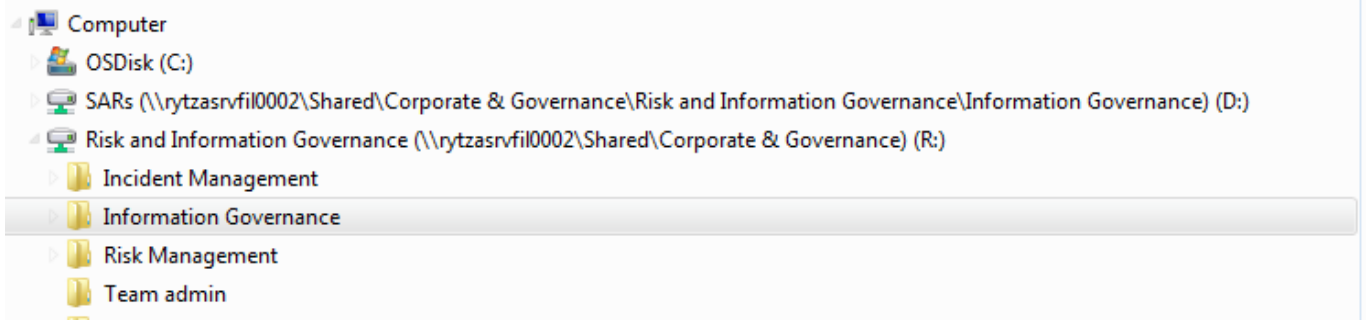 Computer
OSDisk (C:)
SARs (\\rytzasrvfil0002\Shared\Corporate & Governance\Risk and Information Governance\Information Governance) (D:)
Risk and Information Governance (\\rytzasrvfil0002\Shared\Corporate & Governance) (R:)
Incident Management
Information Governance
Risk Management
Team admin